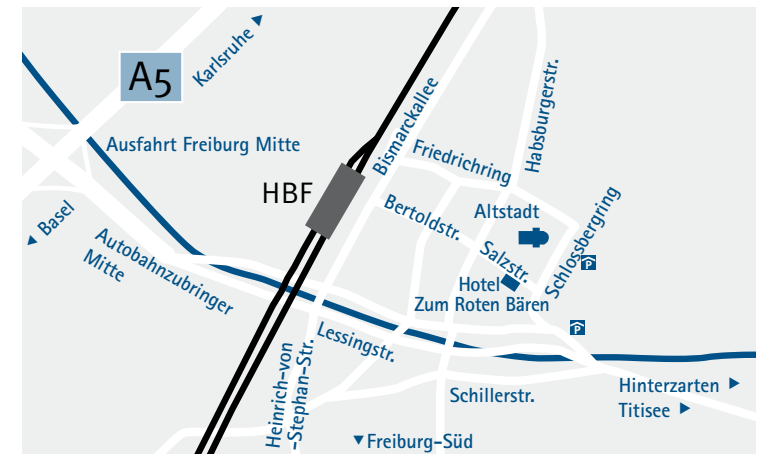 Karlsruhe
A5
Ausfahrt Freiburg Mitte
Bismarckallee
Habsburgerstr.
Friedrichring
HBF
Bertoldstr.
Altstadt
Basel
Autobahnzubringer
Mitte
Salzstr.
Schlossbergring
P
Hotel
Zum Roten Bären
P
Lessingstr.
Heinrich-von
-Stephan-Str.
Schillerstr.
Hinterzarten
Titisee
Freiburg-Süd